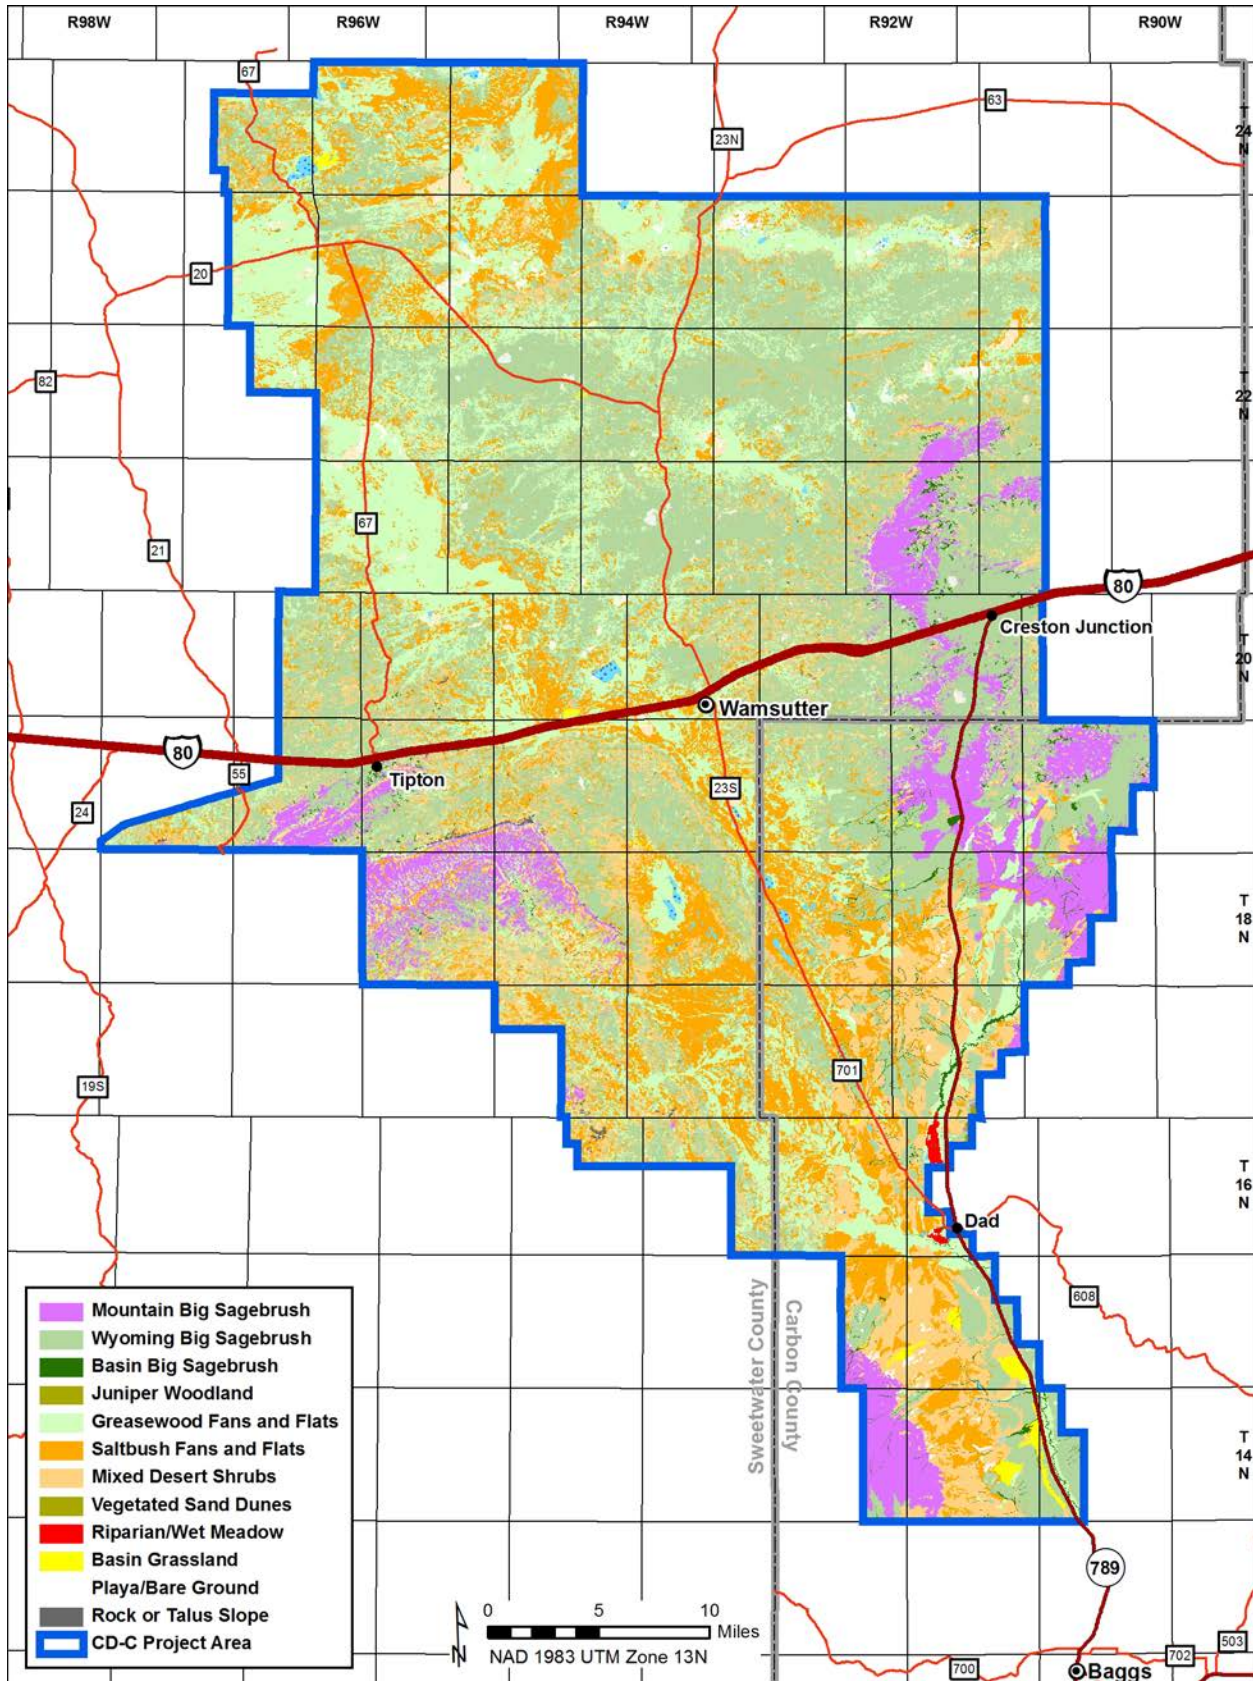 R98W R96W R94W R92W R90W
67
63
23N
T
24
N
20
82
T
22
N
67
21
80
Creston Junction
T
20
N
Wamsutter
80
55
Tipton
23S
24
T
18
N
701
19S
T
16
N
Dad
608
Sweetwater County
Carbon County
T
14
N
Mountain Big Sagebrush
Wyoming Big Sagebrush
Basin Big Sagebrush
Juniper Woodland
Greasewood Fans and Flats
Saltbush Fans and Flats
Mixed Desert Shrubs
Vegetated Sand Dunes
Riparian/Wet Meadow
Basin Grassland
Playa/Bare Ground
Rock or Talus Slope
CD-C Project Area
N
0 5 10
Miles
NAD 1983 UTM Zone 13N
789
503
702
700
Baggs